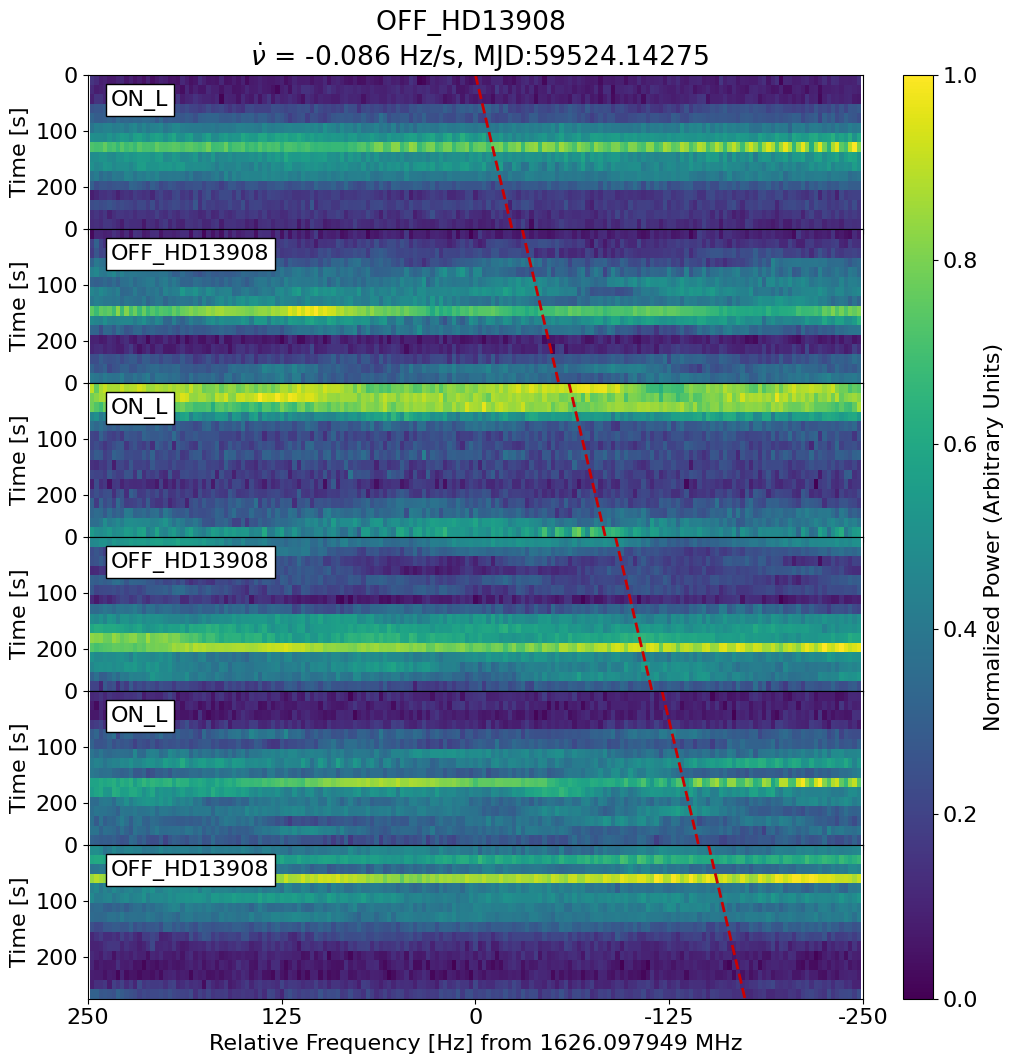 OFF_HD13908
ν̇ = -0.086 Hz/s, MJD:59524.14275
0
ON_L
100
200
Time [s]
0
OFF_HD13908
100
200
Time [s]
0
ON_L
100
200
Time [s]
0
OFF_HD13908
100
200
Time [s]
0
ON_L
100
200
Time [s]
0
OFF_HD13908
100
200
Time [s]
250 125 0 -125 -250
Relative Frequency [Hz] from 1626.097949 MHz
1.0
0.8
0.6
0.4
0.2
0.0
Normalized Power (Arbitrary Units)